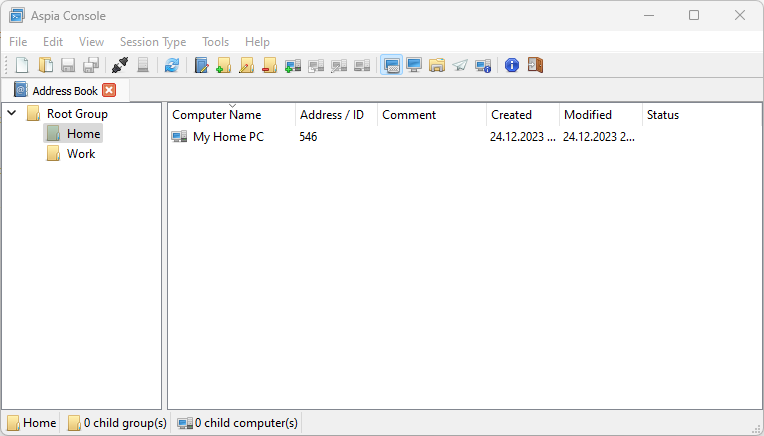 Aspia Console
File Edit View Session Type Tools Help
Address Book
Root Group
Home
Work
Computer Name Address / ID Comment Created Modified Status
My Home PC 546 24.12.2023 ... 24.12.2023 2...
Home 0 child group(s) 0 child computer(s)